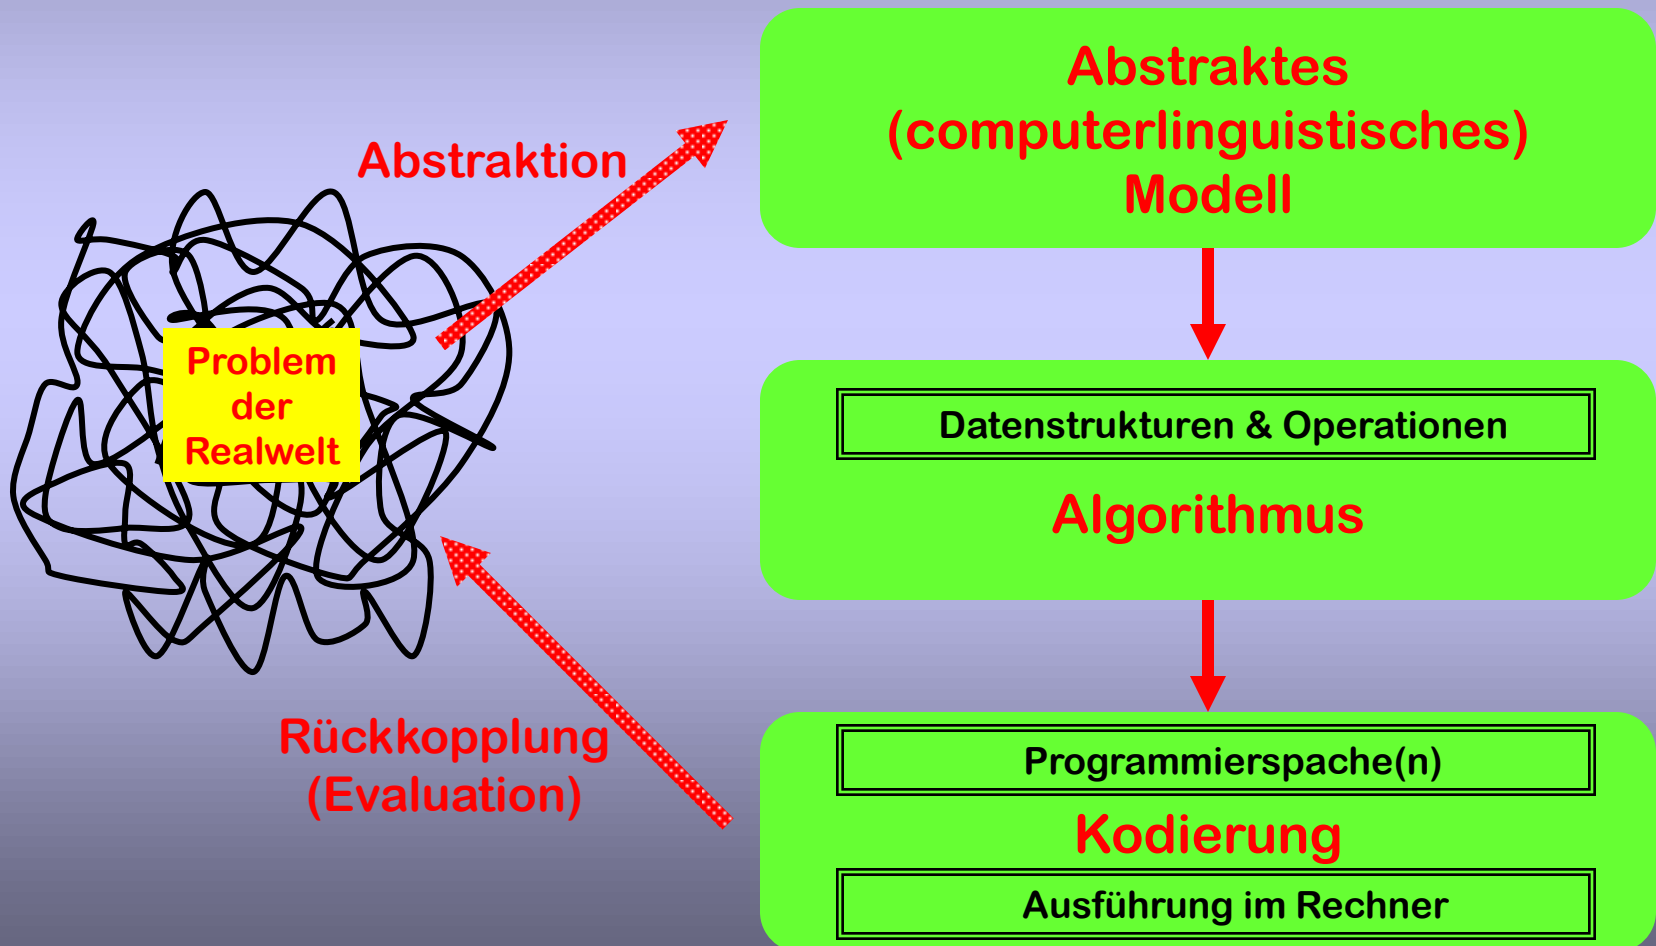 Abstraktes
(computerlinguistisches)
Modell
Abstraktion
Problem
der
Realwelt
Datenstrukturen & Operationen
Algorithmus
Rückkopplung
(Evaluation)
Programmierspache(n)
Kodierung
Ausführung im Rechner